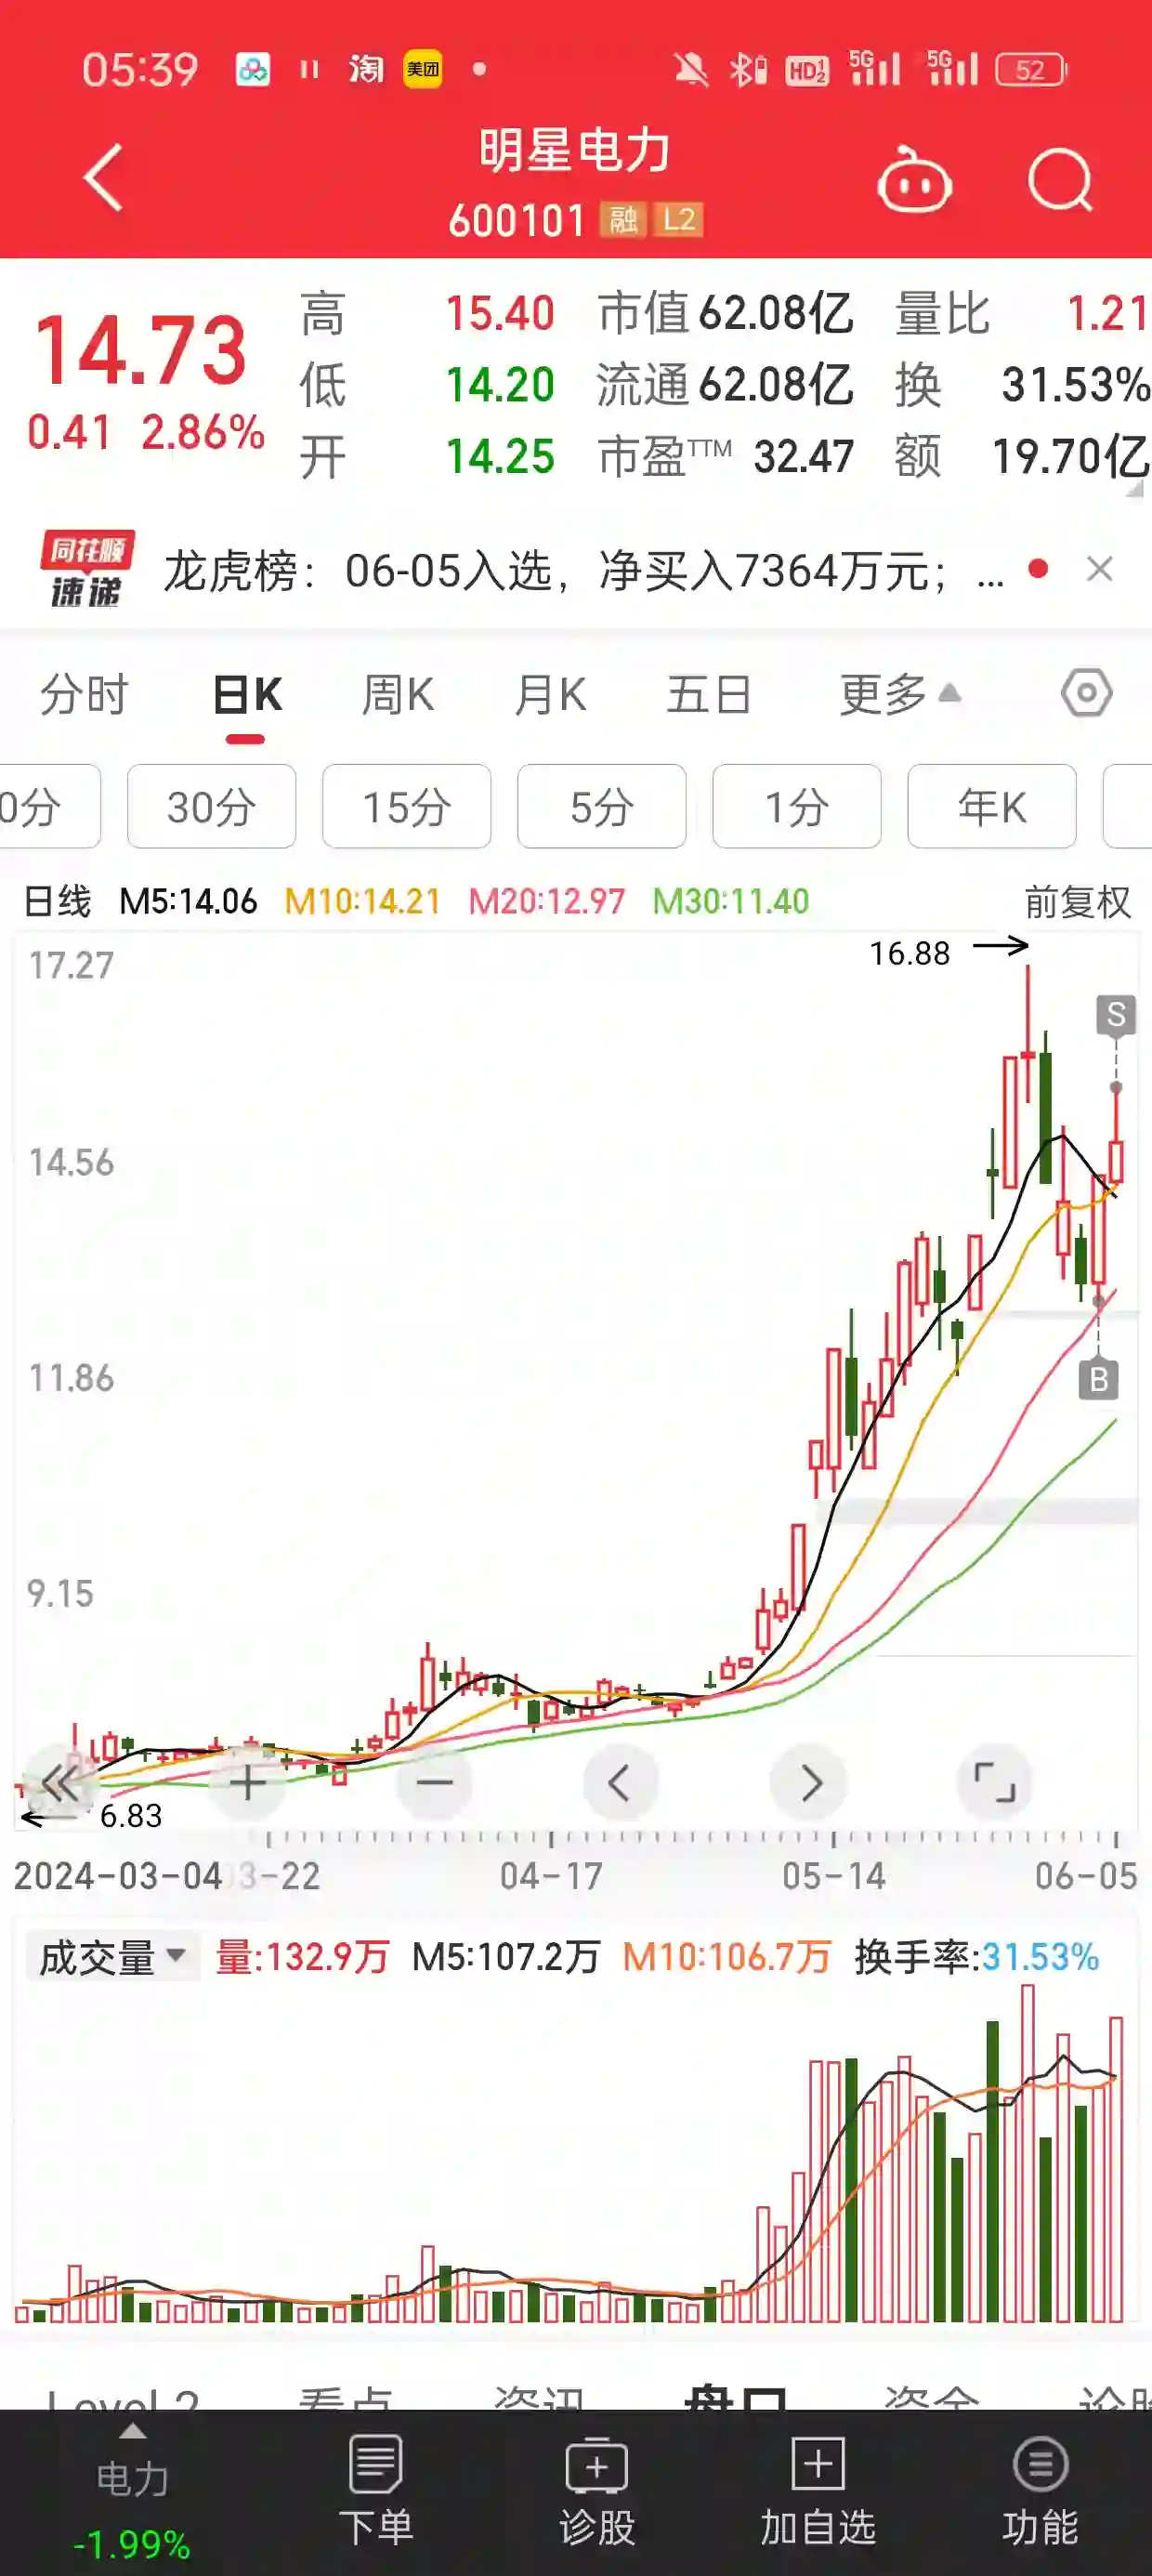 05:39 淘 美团 HD1 2 5G 5G 52
明星电力
600101 融 L2
14.73 高 15.40 市值 62.08亿 量比 1.21
0.41 2.86% 低 14.20 流通 62.08亿 换 31.53%
开 14.25 市盈TTM 32.47 额 19.70亿
同花顺
速递
龙虎榜：06-05入选，净买入7364万元；...
分时 日K 周K 月K 五日 更多
0分 30分 15分 5分 1分 年K
日线 M5:14.06 M10:14.21 M20:12.97 M30:11.40 前复权
17.27
16.88
S
14.56
11.86
B
9.15
6.83
2024-03-04 3-22 04-17 05-14 06-05
成交量 量:132.9万 M5:107.2万 M10:106.7万 换手率:31.53%
Level 2 看点 资讯 盘口 资金
电力 下单 诊股 加自选 功能
-1.99%